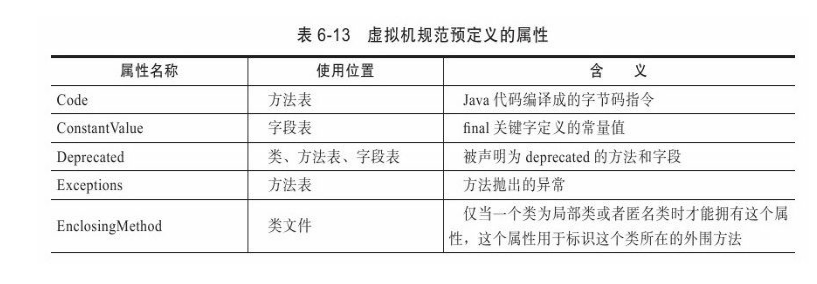 表 6-13 虚拟机规范预定义的属性
属性名称 使用位置 含 义
Code 方法表 Java 代码编译成的字节码指令
ConstantValue 字段表 final 关键字定义的常量值
Deprecated 类、方法表、字段表 被声明为 deprecated 的方法和字段
Exceptions 方法表 方法抛出的异常
EnclosingMethod 类文件 仅当一个类为局部类或者匿名类时才能拥有这个属
性，这个属性用于标识这个类所在的外围方法